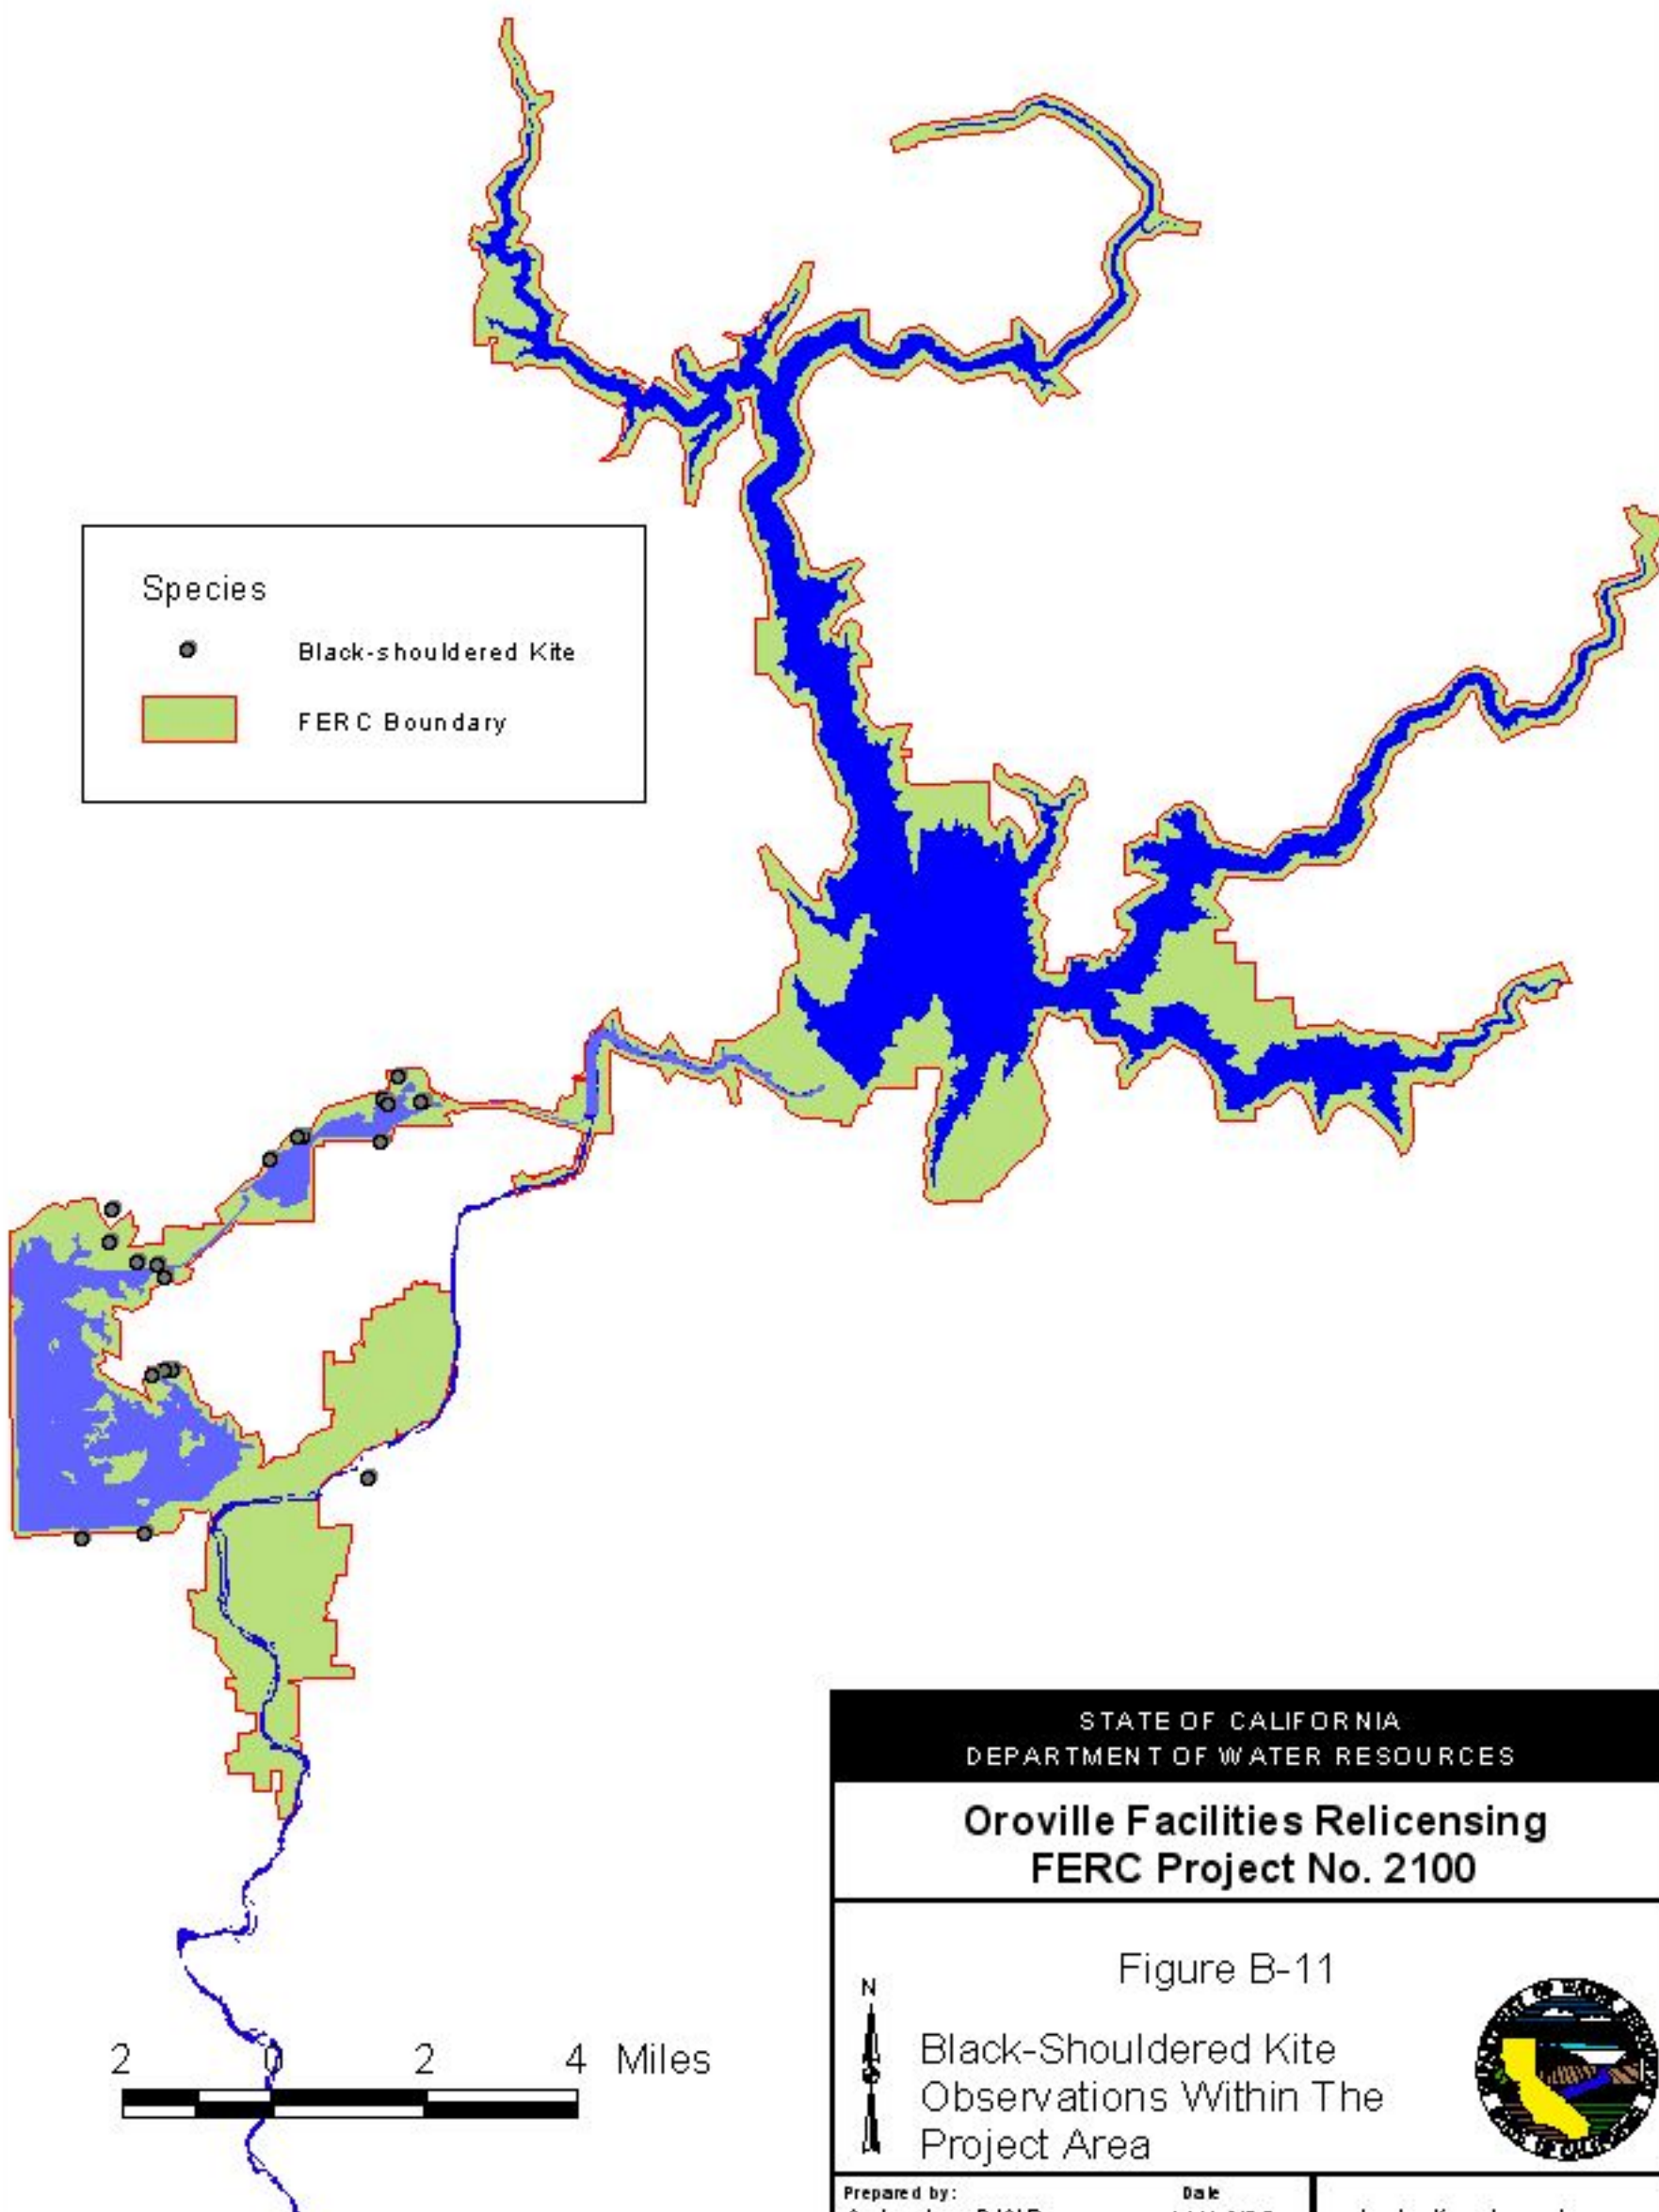 Species
Black-shouldered Kite
FERC Boundary
2 0 2 4 Miles
STATE OF CALIFORNIA
DEPARTMENT OF WATER RESOURCES
Oroville Facilities Relicensing
FERC Project No. 2100
Figure B-11
N
Black-Shouldered Kite
Observations Within The
Project Area
Prepared by:
Date